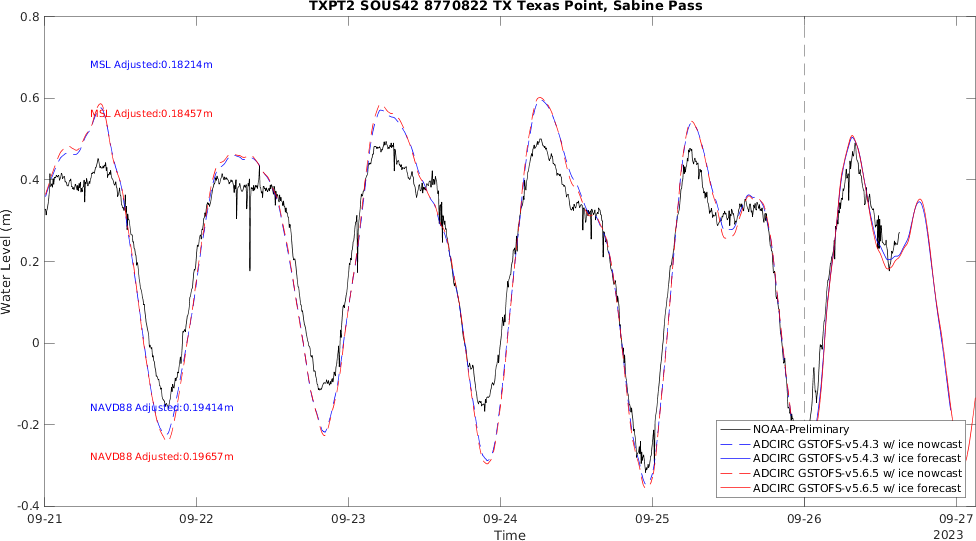 TXPT2 SOUS42 8770822 TX Texas Point, Sabine Pass
0.8
0.6
0.4
0.2
0
-0.2
-0.4
Water Level (m)
MSL Adjusted:0.18214m
MSL Adjusted:0.18457m
NAVD88 Adjusted:0.19414m
NAVD88 Adjusted:0.19657m
NOAA-Preliminary
ADCIRC GSTOFS-v5.4.3 w/ ice nowcast
ADCIRC GSTOFS-v5.4.3 w/ ice forecast
ADCIRC GSTOFS-v5.6.5 w/ ice nowcast
ADCIRC GSTOFS-v5.6.5 w/ ice forecast
09-21 09-22 09-23 09-24 09-25 09-26 09-27
Time
2023